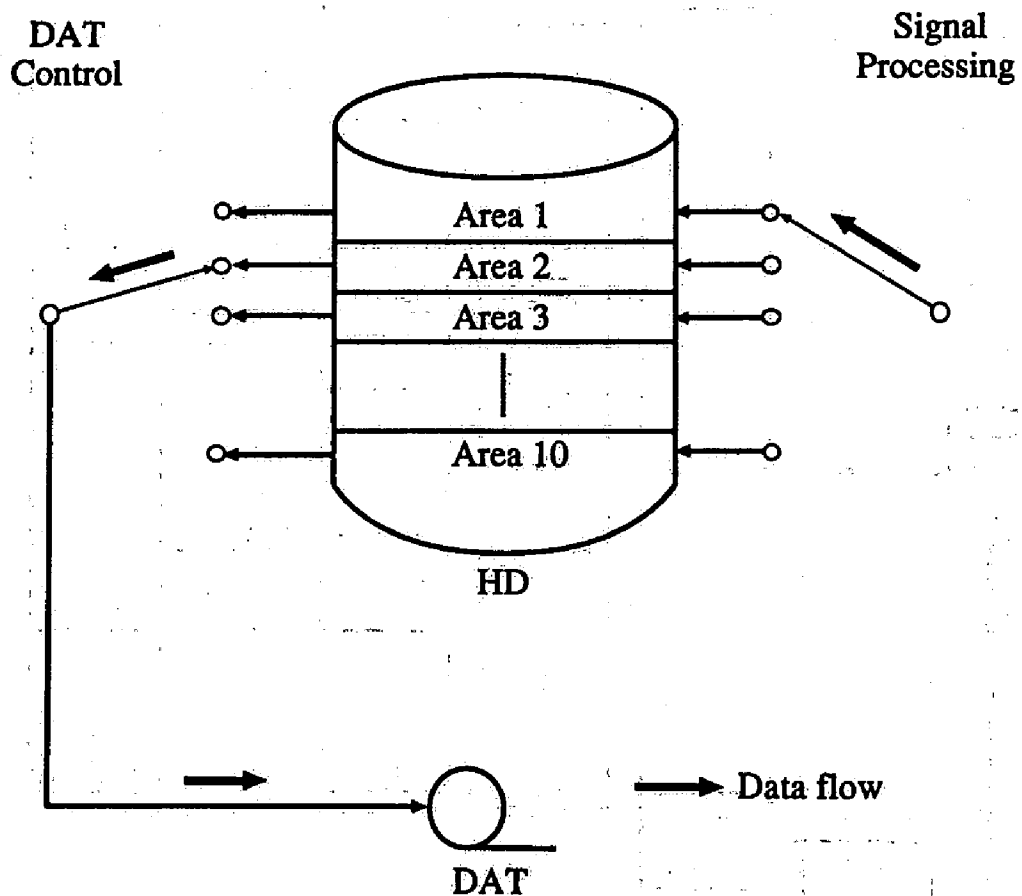 DAT
Control
Signal
Processing
Area 1
Area 2
Area 3
Area 10
HD
Data flow
DAT